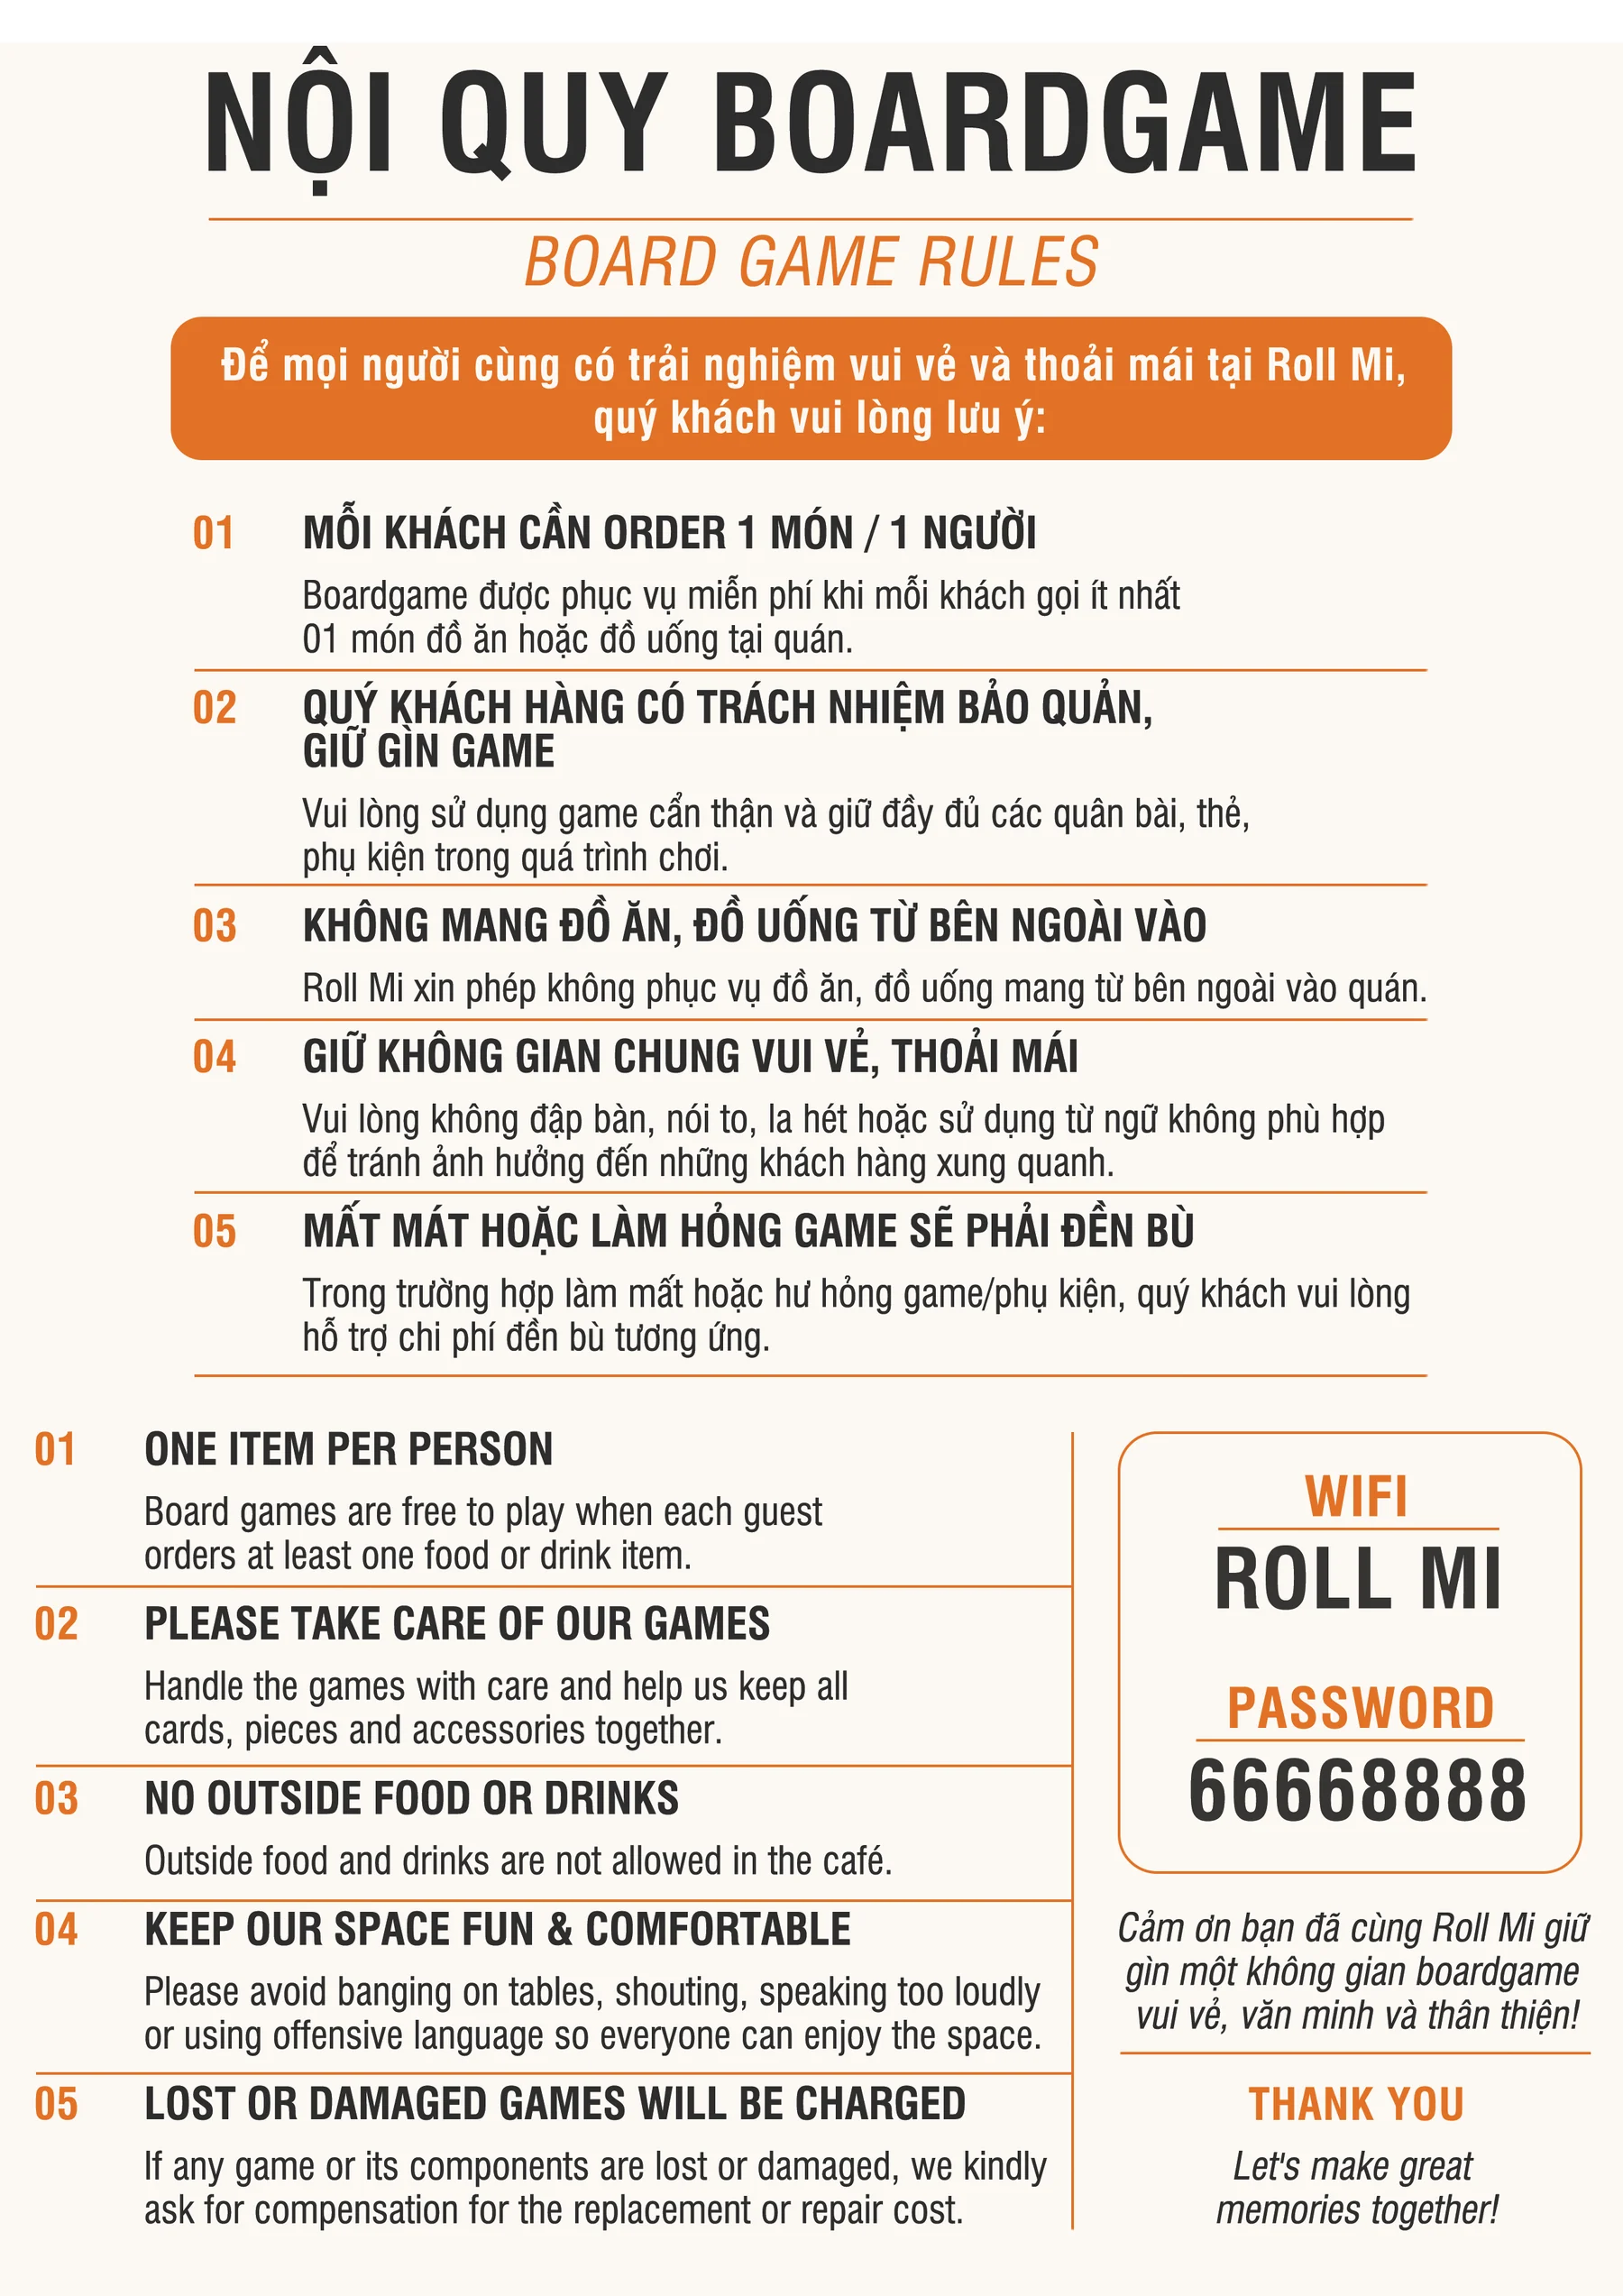 NỘI QUY BOARDGAME
BOARD GAME RULES
Để mọi người cùng có trải nghiệm vui vẻ và thoải mái tại Roll Mi,
quý khách vui lòng lưu ý:
01 MỖI KHÁCH CẦN ORDER 1 MÓN / 1 NGƯỜI
Boardgame được phục vụ miễn phí khi mỗi khách gọi ít nhất
01 món đồ ăn hoặc đồ uống tại quán.
02 QUÝ KHÁCH HÀNG CÓ TRÁCH NHIỆM BẢO QUẢN,
GIỮ GÌN GAME
Vui lòng sử dụng game cẩn thận và giữ đầy đủ các quân bài, thẻ,
phụ kiện trong quá trình chơi.
03 KHÔNG MANG ĐỒ ĂN, ĐỒ UỐNG TỪ BÊN NGOÀI VÀO
Roll Mi xin phép không phục vụ đồ ăn, đồ uống mang từ bên ngoài vào quán.
04 GIỮ KHÔNG GIAN CHUNG VUI VẺ, THOẢI MÁI
Vui lòng không đập bàn, nói to, la hét hoặc sử dụng từ ngữ không phù hợp
để tránh ảnh hưởng đến những khách hàng xung quanh.
05 MẤT MÁT HOẶC LÀM HỎNG GAME SẼ PHẢI ĐỀN BÙ
Trong trường hợp làm mất hoặc hư hỏng game/phụ kiện, quý khách vui lòng
hỗ trợ chi phí đền bù tương ứng.
01 ONE ITEM PER PERSON
Board games are free to play when each guest
orders at least one food or drink item.
02 PLEASE TAKE CARE OF OUR GAMES
Handle the games with care and help us keep all
cards, pieces and accessories together.
03 NO OUTSIDE FOOD OR DRINKS
Outside food and drinks are not allowed in the café.
04 KEEP OUR SPACE FUN & COMFORTABLE
Please avoid banging on tables, shouting, speaking too loudly
or using offensive language so everyone can enjoy the space.
05 LOST OR DAMAGED GAMES WILL BE CHARGED
If any game or its components are lost or damaged, we kindly
ask for compensation for the replacement or repair cost.
WIFI
ROLL MI
PASSWORD
66668888
Cảm ơn bạn đã cùng Roll Mi giữ
gìn một không gian boardgame
vui vẻ, văn minh và thân thiện!
THANK YOU
Let's make great
memories together!